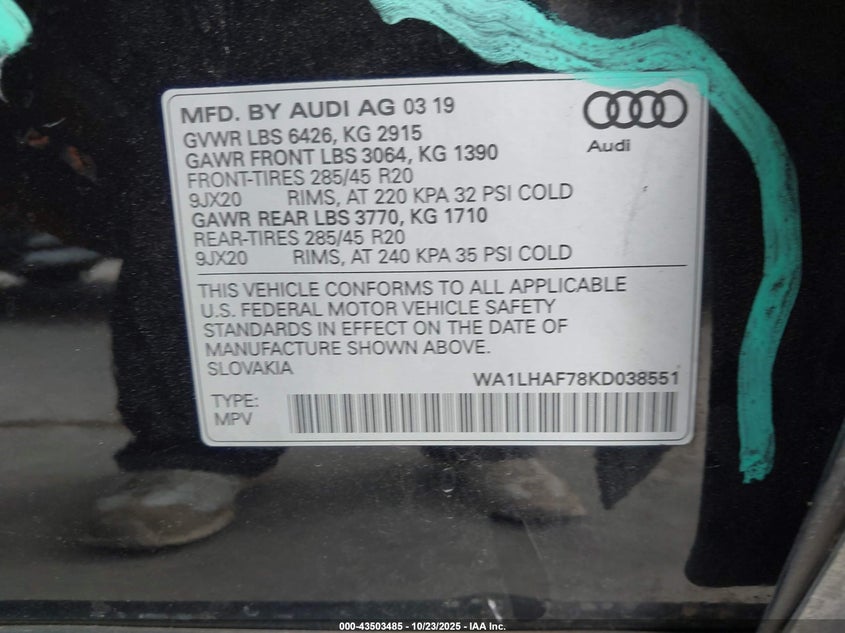 MFD. BY AUDI AG 03 19
GVWR LBS 6426, KG 2915
GAWR FRONT LBS 3064, KG 1390
FRONT-TIRES 285/45 R20
9JX20 RIMS, AT 220 KPA 32 PSI COLD
GAWR REAR LBS 3770, KG 1710
REAR-TIRES 285/45 R20
9JX20 RIMS, AT 240 KPA 35 PSI COLD
Audi
THIS VEHICLE CONFORMS TO ALL APPLICABLE
U.S. FEDERAL MOTOR VEHICLE SAFETY
STANDARDS IN EFFECT ON THE DATE OF
MANUFACTURE SHOWN ABOVE.
SLOVAKIA
WA1LHAF78KD038551
TYPE:
MPV
000-43503485 - 10/23/2025 - IAA Inc.